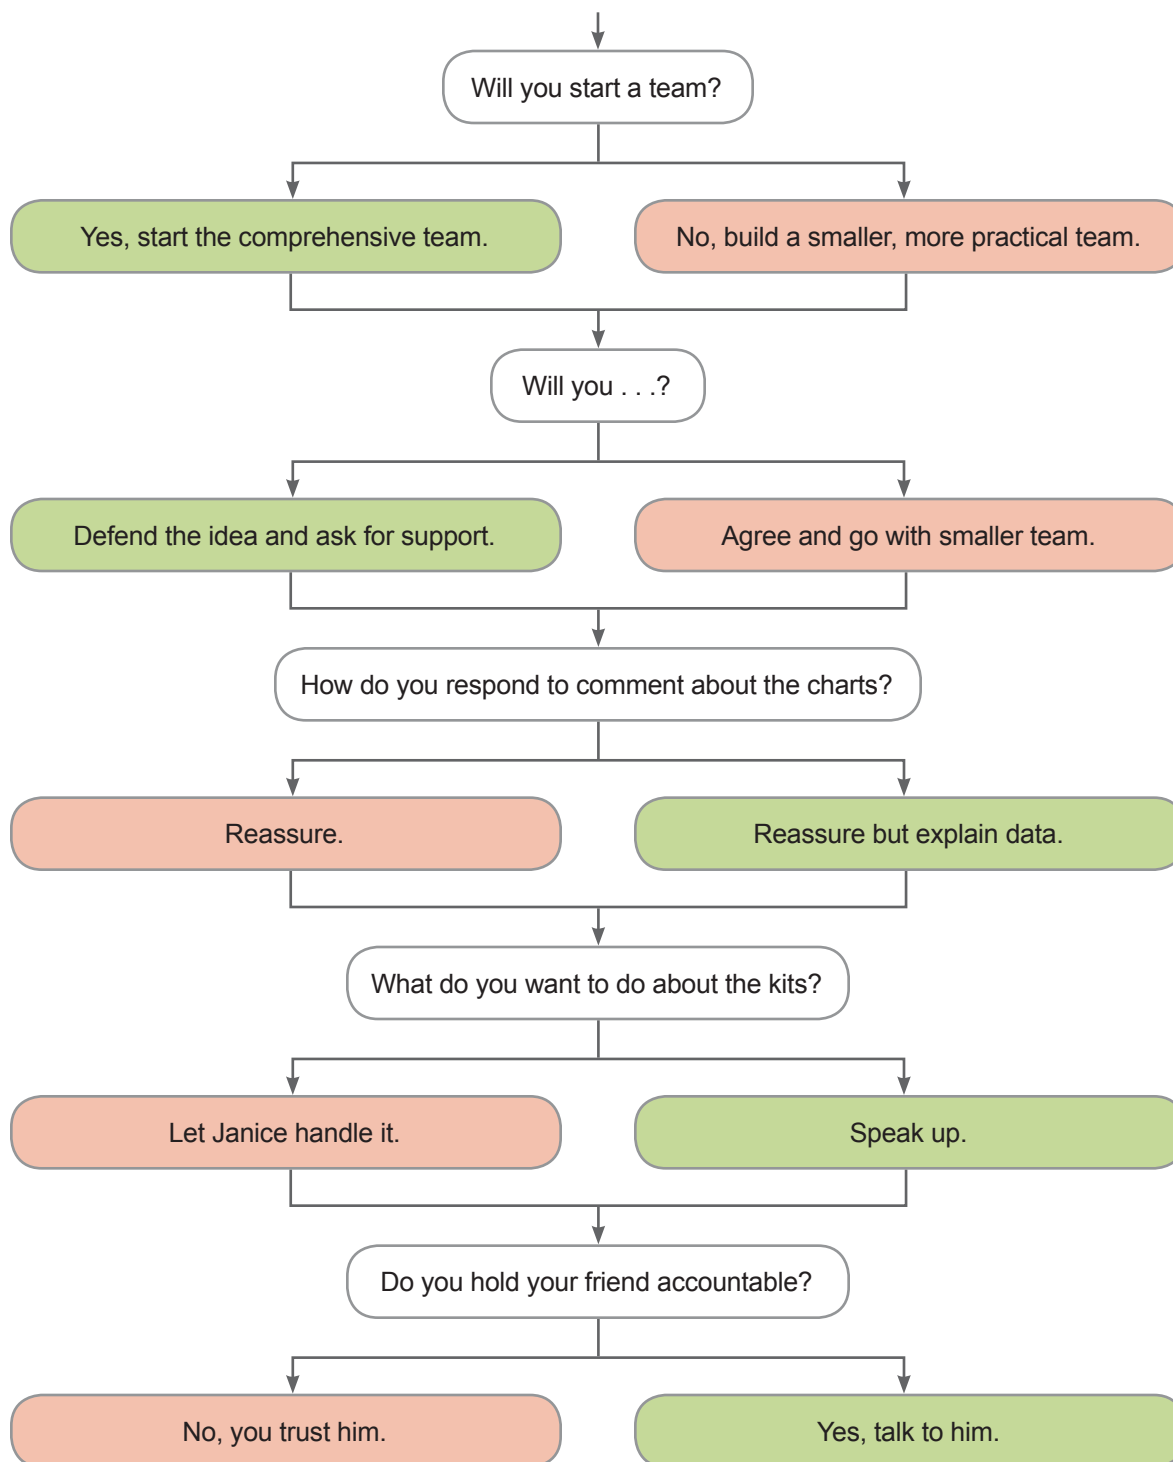 Will you start a team?
Yes, start the comprehensive team.
No, build a smaller, more practical team.
Will you . . .?
Defend the idea and ask for support.
Agree and go with smaller team.
How do you respond to comment about the charts?
Reassure.
Reassure but explain data.
What do you want to do about the kits?
Let Janice handle it.
Speak up.
Do you hold your friend accountable?
No, you trust him.
Yes, talk to him.